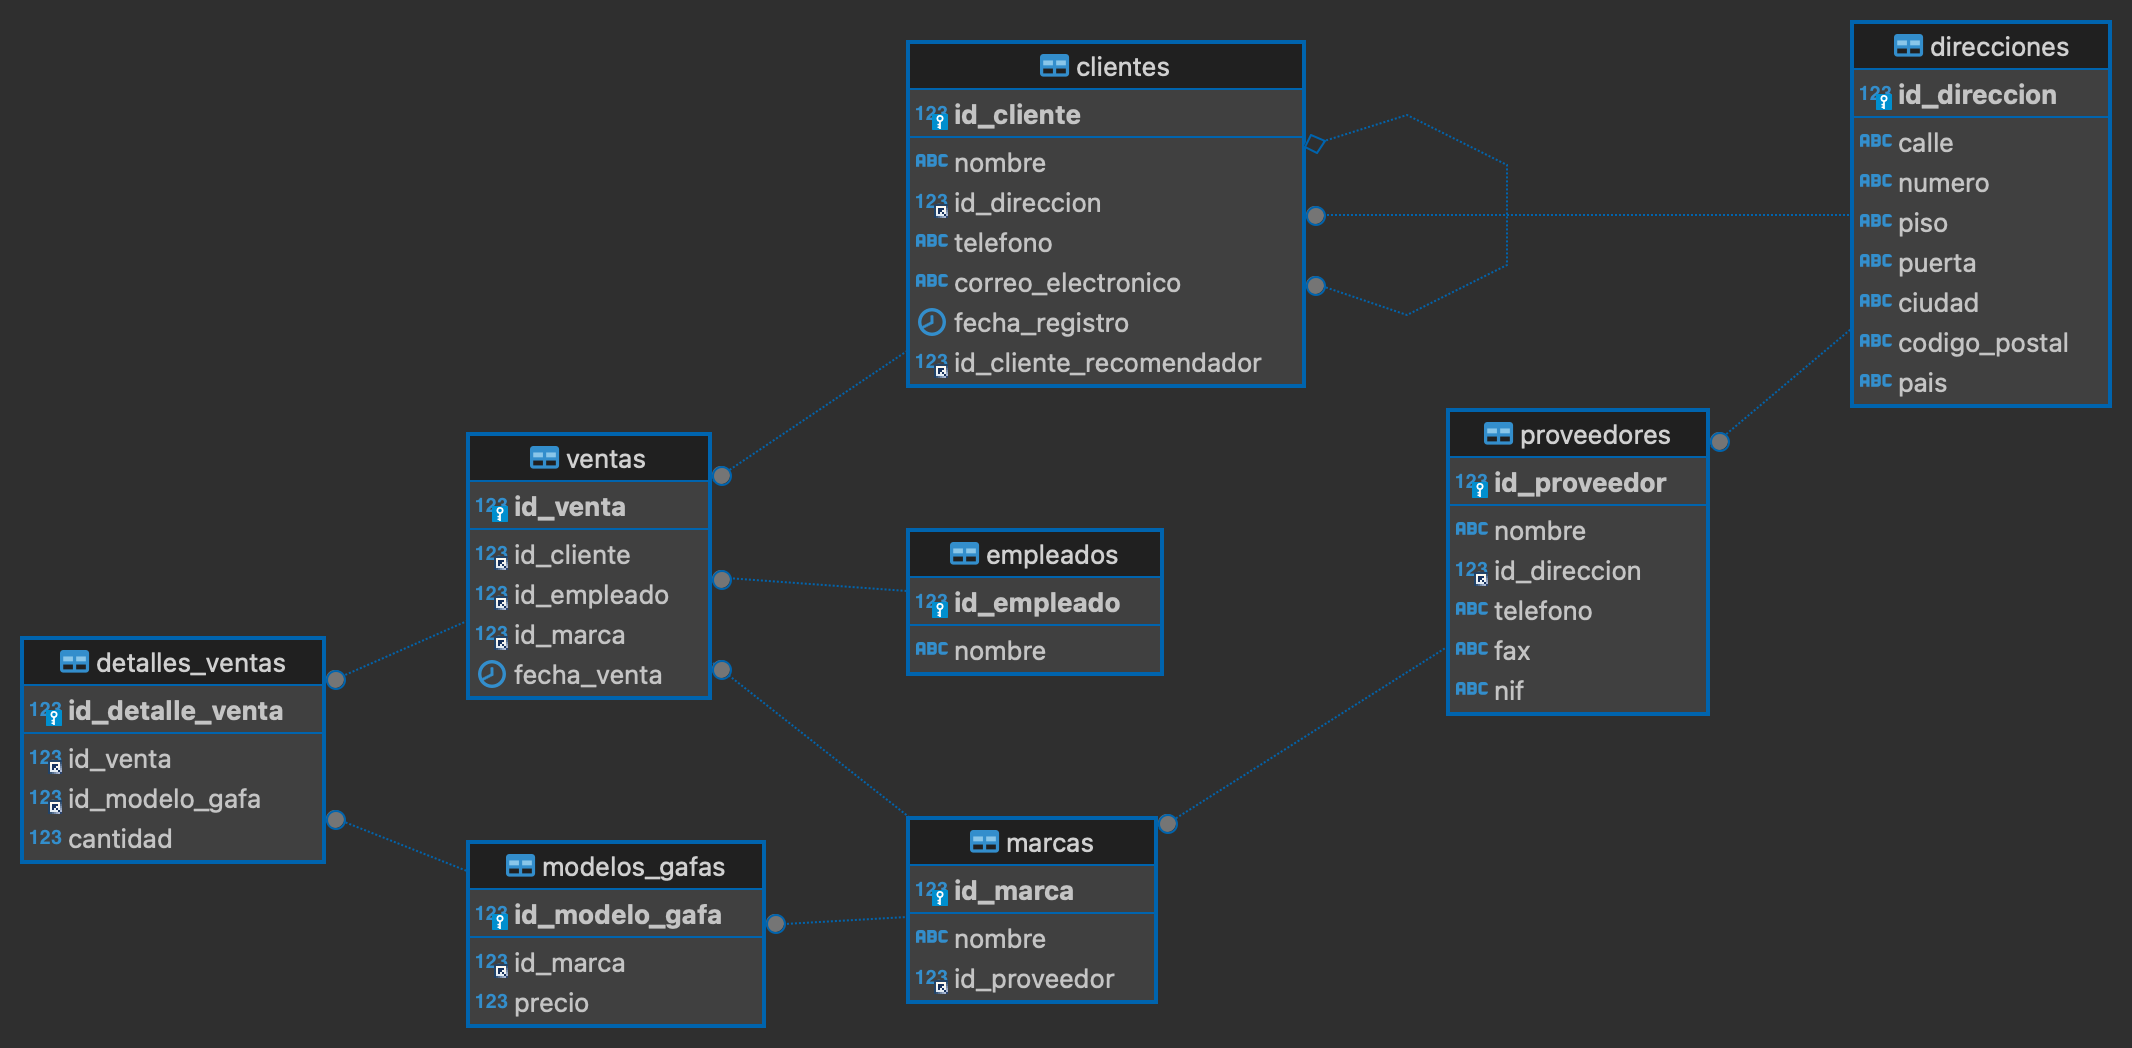 clientes
123 id_cliente
ABC nombre
123 id_direccion
ABC telefono
ABC correo_electronico
fecha_registro
123 id_cliente_recomendador
direcciones
123 id_direccion
ABC calle
ABC numero
ABC piso
ABC puerta
ABC ciudad
ABC codigo_postal
ABC pais
proveedores
123 id_proveedor
ABC nombre
123 id_direccion
ABC telefono
ABC fax
ABC nif
ventas
123 id_venta
123 id_cliente
123 id_empleado
123 id_marca
fecha_venta
empleados
123 id_empleado
ABC nombre
detalles_ventas
123 id_detalle_venta
123 id_venta
123 id_modelo_gafa
123 cantidad
modelos_gafas
123 id_modelo_gafa
123 id_marca
123 precio
marcas
123 id_marca
ABC nombre
123 id_proveedor